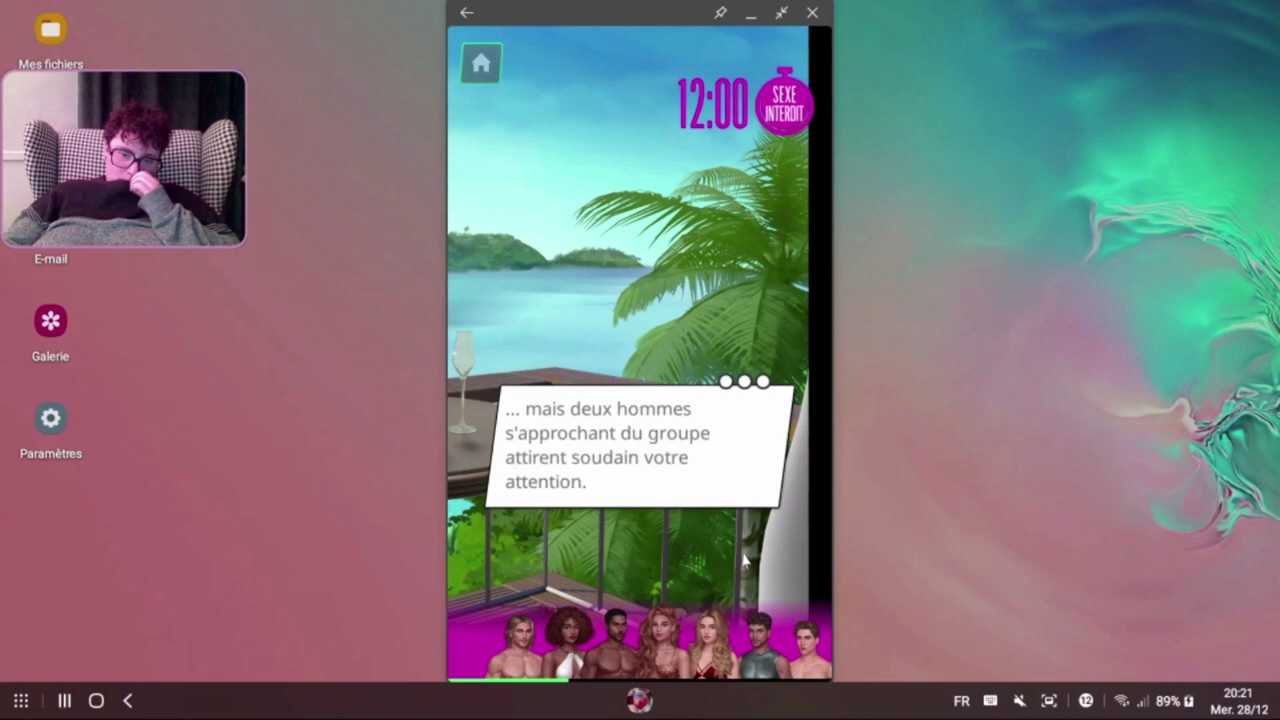 Mes fichiers
E-mail
Galerie
Paramètres
12:00
SEXE
INTERDIT
... mais deux hommes
s'approchant du groupe
attirent soudain votre
attention.
FR
12
89%
20:21
Mer. 28/12